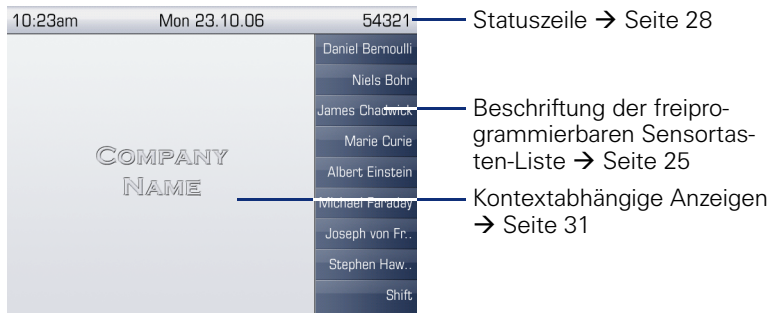 10:23am Mon 23.10.06 54321
Daniel Bernoulli
Niels Bohr
James Chadwick
Marie Curie
Albert Einstein
Michael Faraday
Joseph von Fr..
Stephen Haw..
Shift
COMPANY
NAME
Statuszeile → Seite 28
Beschriftung der freipro-
grammierbaren Sensortas-
ten-Liste → Seite 25
Kontextabhängige Anzeigen
→ Seite 31